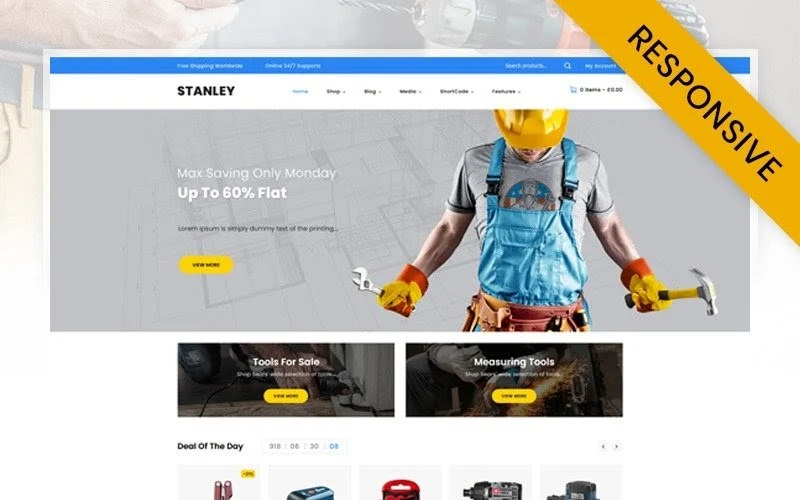 RESPONSIVE
Free Shipping Worldwide
Online 24/7 Supports
Search products...
My Account
STANLEY
Home
Shop
Blog
Media
ShortCode
Features
0 items - £0.00
Max Saving Only Monday
Up To 60% Flat
Lorem Ipsum is simply dummy text of the printing...
VIEW MORE
Tools For Sale
Shop Sears' wide selection of tools...
VIEW MORE
Measuring Tools
Shop Sears' wide selection of tools...
VIEW MORE
Deal Of The Day
918 : 06 : 30 : 08